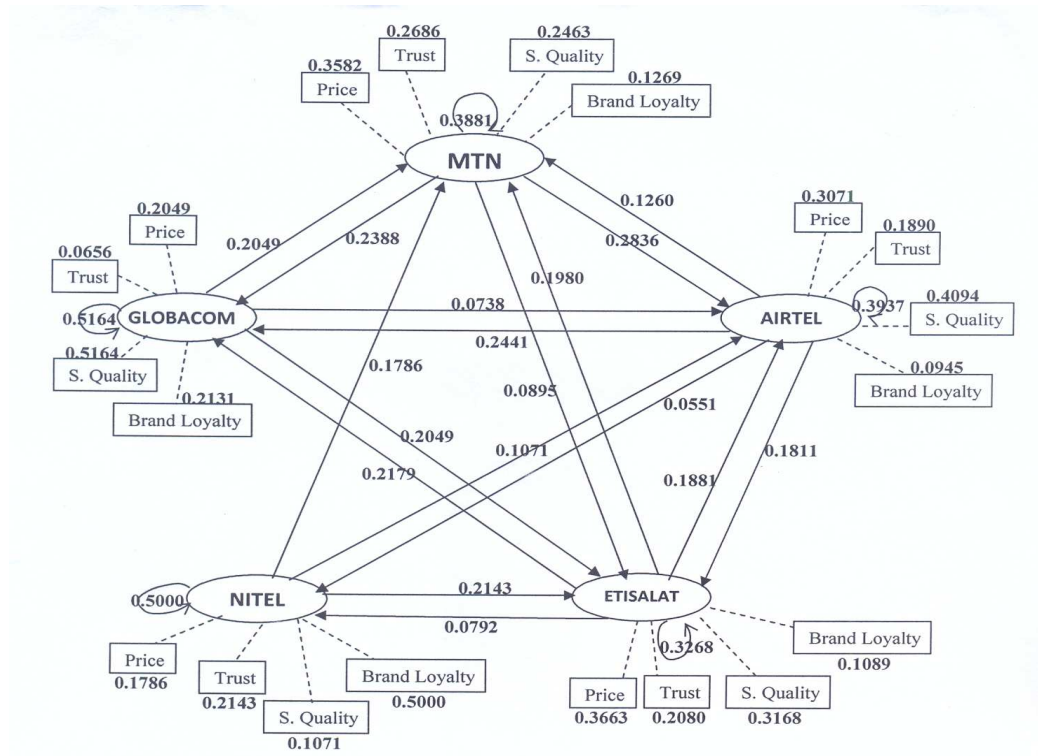 0.2686
Trust
0.2463
S. Quality
0.3582
Price
0.1269
Brand Loyalty
0.3881
MTN
0.2049
Price
0.0656
Trust
0.2049
0.2388
0.2836
0.1260
0.3071
Price
0.1890
Trust
0.5164
GLOBACOM
0.0738
0.1980
AIRTEL
0.3937
0.4094
S. Quality
0.2441
0.5164
S. Quality
0.2131
Brand Loyalty
0.1786
0.0895
0.0551
0.0945
Brand Loyalty
0.2049
0.1071
0.1811
0.2179
0.1881
0.5000
NITEL
0.2143
ETISALAT
0.0792
0.3268
Brand Loyalty
0.1089
Price
0.1786
Trust
0.2143
Brand Loyalty
0.5000
S. Quality
0.1071
Price
0.3663
Trust
0.2080
S. Quality
0.3168